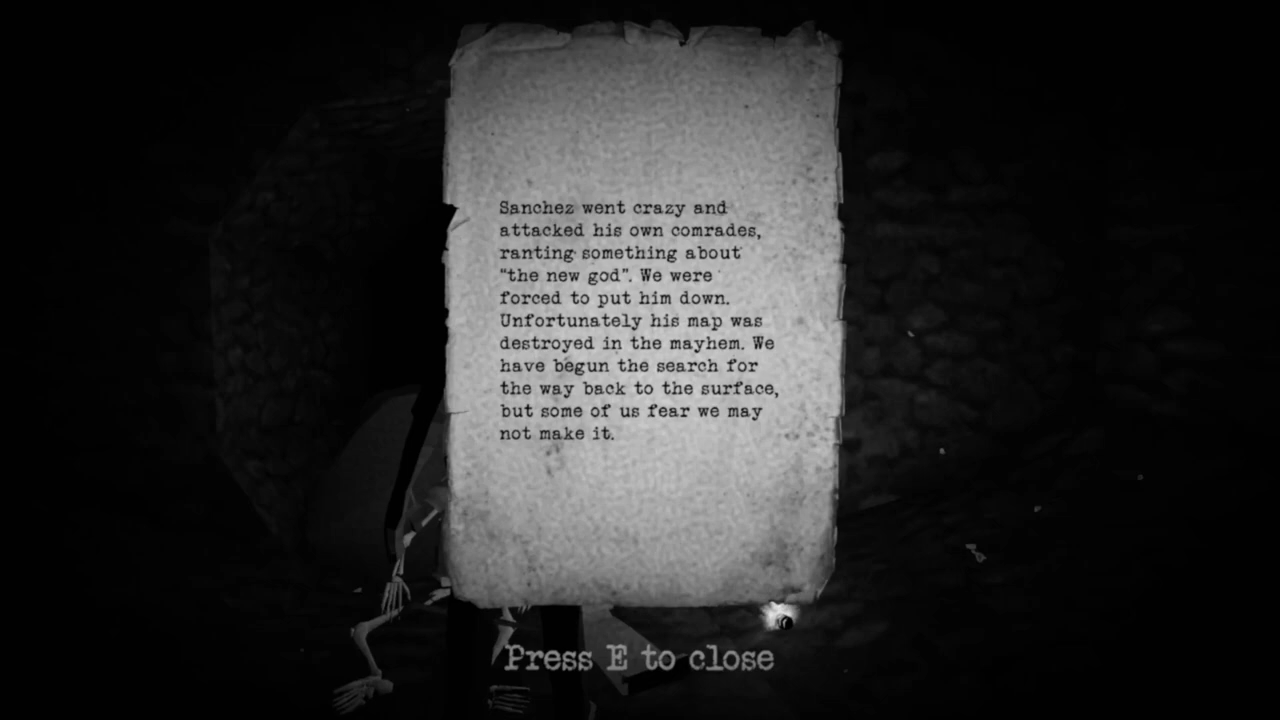 Sanchez went crazy and
attacked his own comrades,
ranting something about
"the new god". We were
forced to put him down.
Unfortunately his map was
destroyed in the mayhem. We
have begun the search for
the way back to the surface,
but some of us fear we may
not make it.
Press E to close